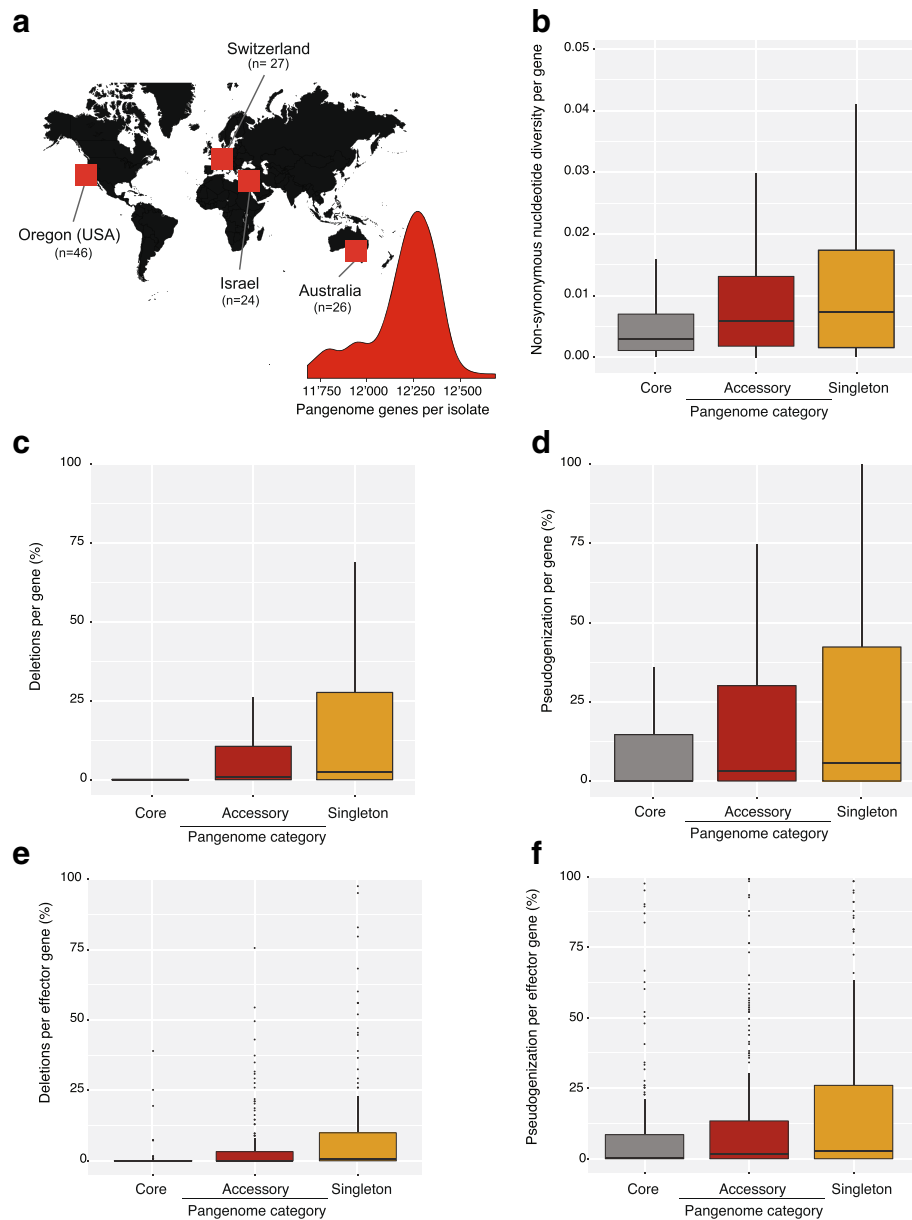 a
Switzerland
(n= 27)
Oregon (USA)
(n=46)
Israel
(n=24)
Australia
(n=26)
11'750 12'000 12'250 12'500
Pangenome genes per isolate
b
Non-synonymous nucldeotide diversity per gene
0.05
0.04
0.03
0.02
0.01
0.00
Core Accessory Singleton
Pangenome category
c
Deletions per gene (%)
100
75
50
25
0
Core Accessory Singleton
Pangenome category
d
Pseudogenization per gene (%)
100
75
50
25
0
Core Accessory Singleton
Pangenome category
e
Deletions per effector gene (%)
100
75
50
25
0
Core Accessory Singleton
Pangenome category
f
Pseudogenization per effector gene (%)
100
75
50
25
0
Core Accessory Singleton
Pangenome category